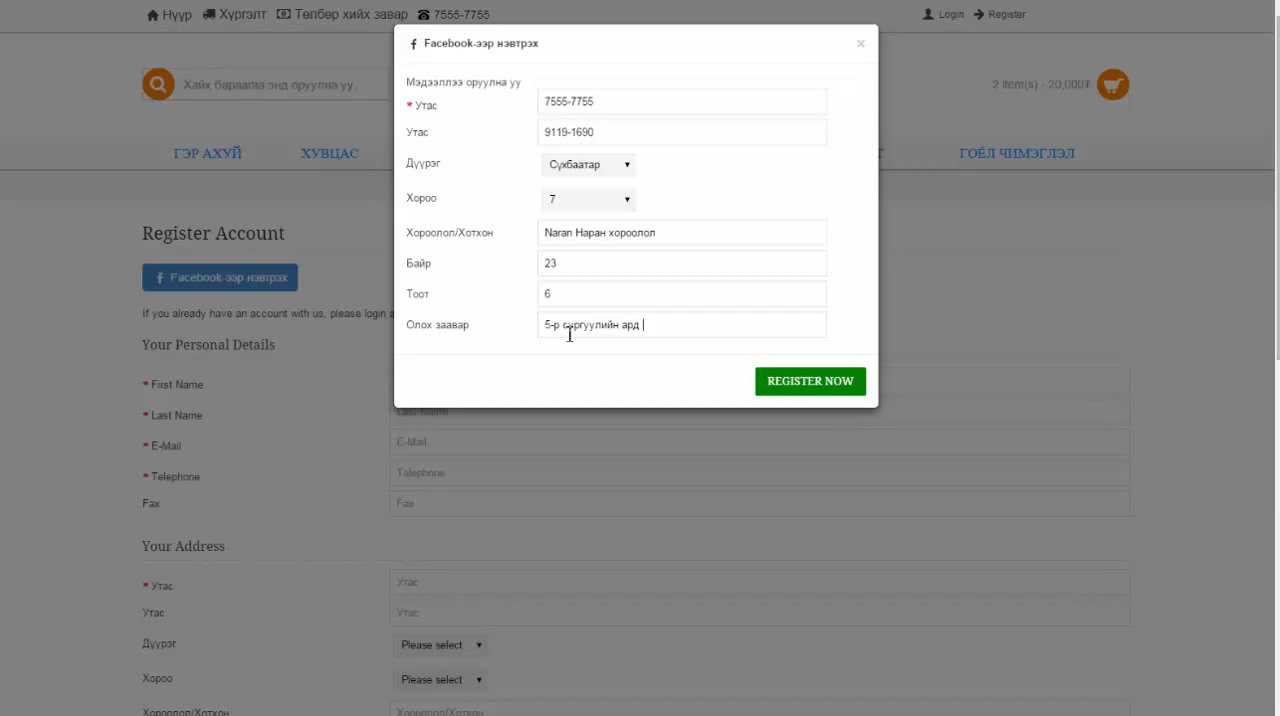 Нүүр Хүргэлт Төлбөр хийх заавар 7555-7755 Login Register
Facebook-ээр нэвтрэх ×
Мэдээллээ оруулна уу
* Утас 7555-7755
Утас 9119-1690
Дүүрэг Сүхбаатар
Хороо 7
Хороолол/Хотхон Naran Наран хороолол
Байр 23
Тоот 6
Олох заавар 5-р сургуулийн ард
REGISTER NOW
Хайх бараагаа энд оруулна уу 2 item(s) - 20,000₮
ГЭР АХУЙ ХУВЦАС ГОЁЛ ЧИМЭГЛЭЛ
Register Account
Facebook-ээр нэвтрэх
If you already have an account with us, please login
Your Personal Details
* First Name
* Last Name Last Name
* E-Mail E-Mail
* Telephone Telephone
Fax Fax
Your Address
* Утас Утас
Утас Утас
Дүүрэг Please select
Хороо Please select
Хороолол/Хотхон Хороолол/Хотхон